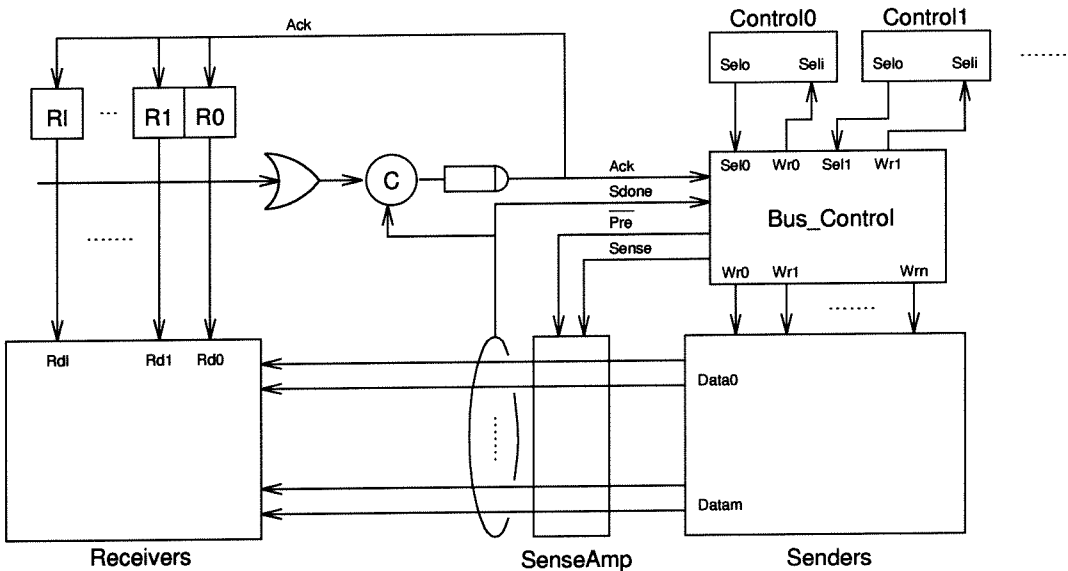 Control0 Control1
Ack
Selo Seli Selo Seli
Rl R1 R0
Sel0 Wr0 Sel1 Wr1
C
Ack
Sdone
Bus_Control
Pre
Sense
Wr0 Wr1 Wrn
Rdl Rd1 Rd0
Data0
Datam
Receivers SenseAmp Senders